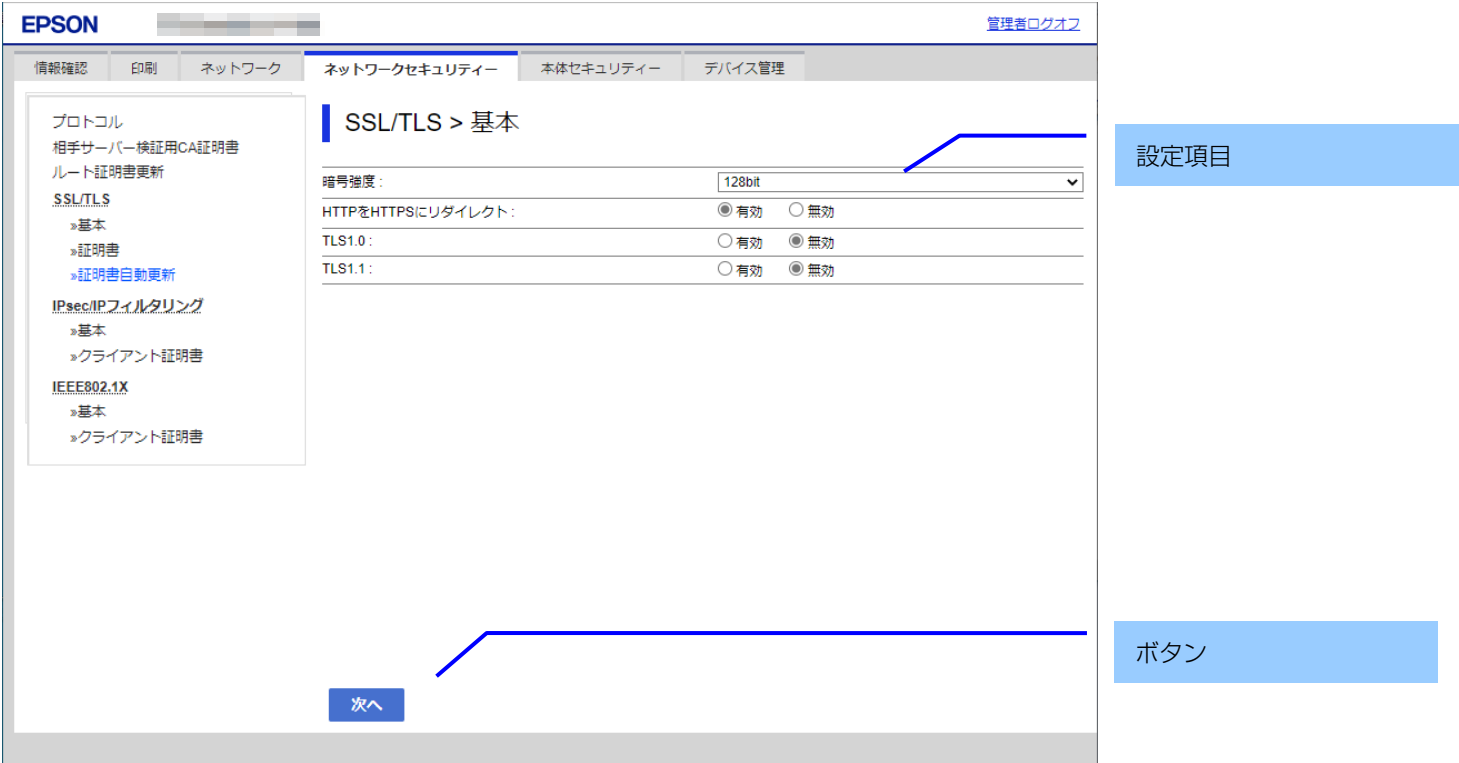 EPSON
管理者ログオフ
情報確認 印刷 ネットワーク ネットワークセキュリティー 本体セキュリティー デバイス管理
プロトコル
相手サーバー検証用CA証明書
ルート証明書更新
SSL/TLS
»基本
»証明書
»証明書自動更新
IPsec/IPフィルタリング
»基本
»クライアント証明書
IEEE802.1X
»基本
»クライアント証明書
SSL/TLS > 基本
暗号強度 : 128bit
HTTPをHTTPSにリダイレクト : 有効 無効
TLS1.0 : 有効 無効
TLS1.1 : 有効 無効
次へ
設定項目
ボタン